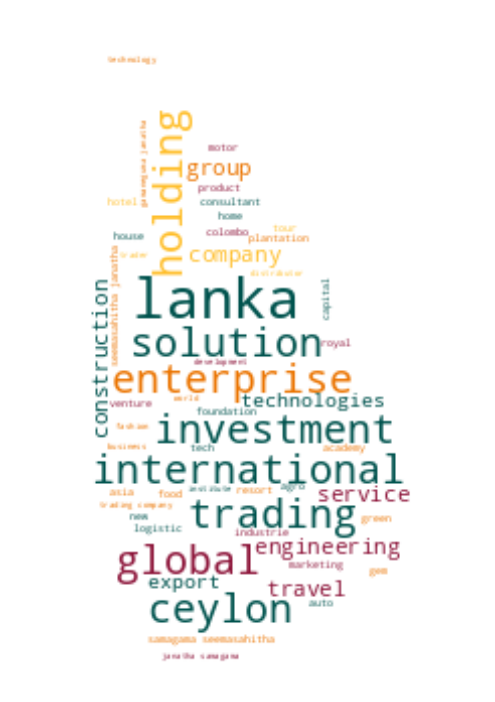 technology
gamameguna janatha
holding
motor
group
product
hotel
consultant
home
house
colombo
tour
plantation
trader
company
distributor
seemasahitha janatha
construction
lanka
capital
solution
royal
development
enterprise
venture
world
technologies
foundation
fashion
investment
business
tech
academy
international
asia
food
institute
resort
agro
service
trading company
trading
new
green
logistic
industrie
global
engineering
marketing
gem
export
travel
ceylon
auto
samagama seemasahitha
janatha samagama